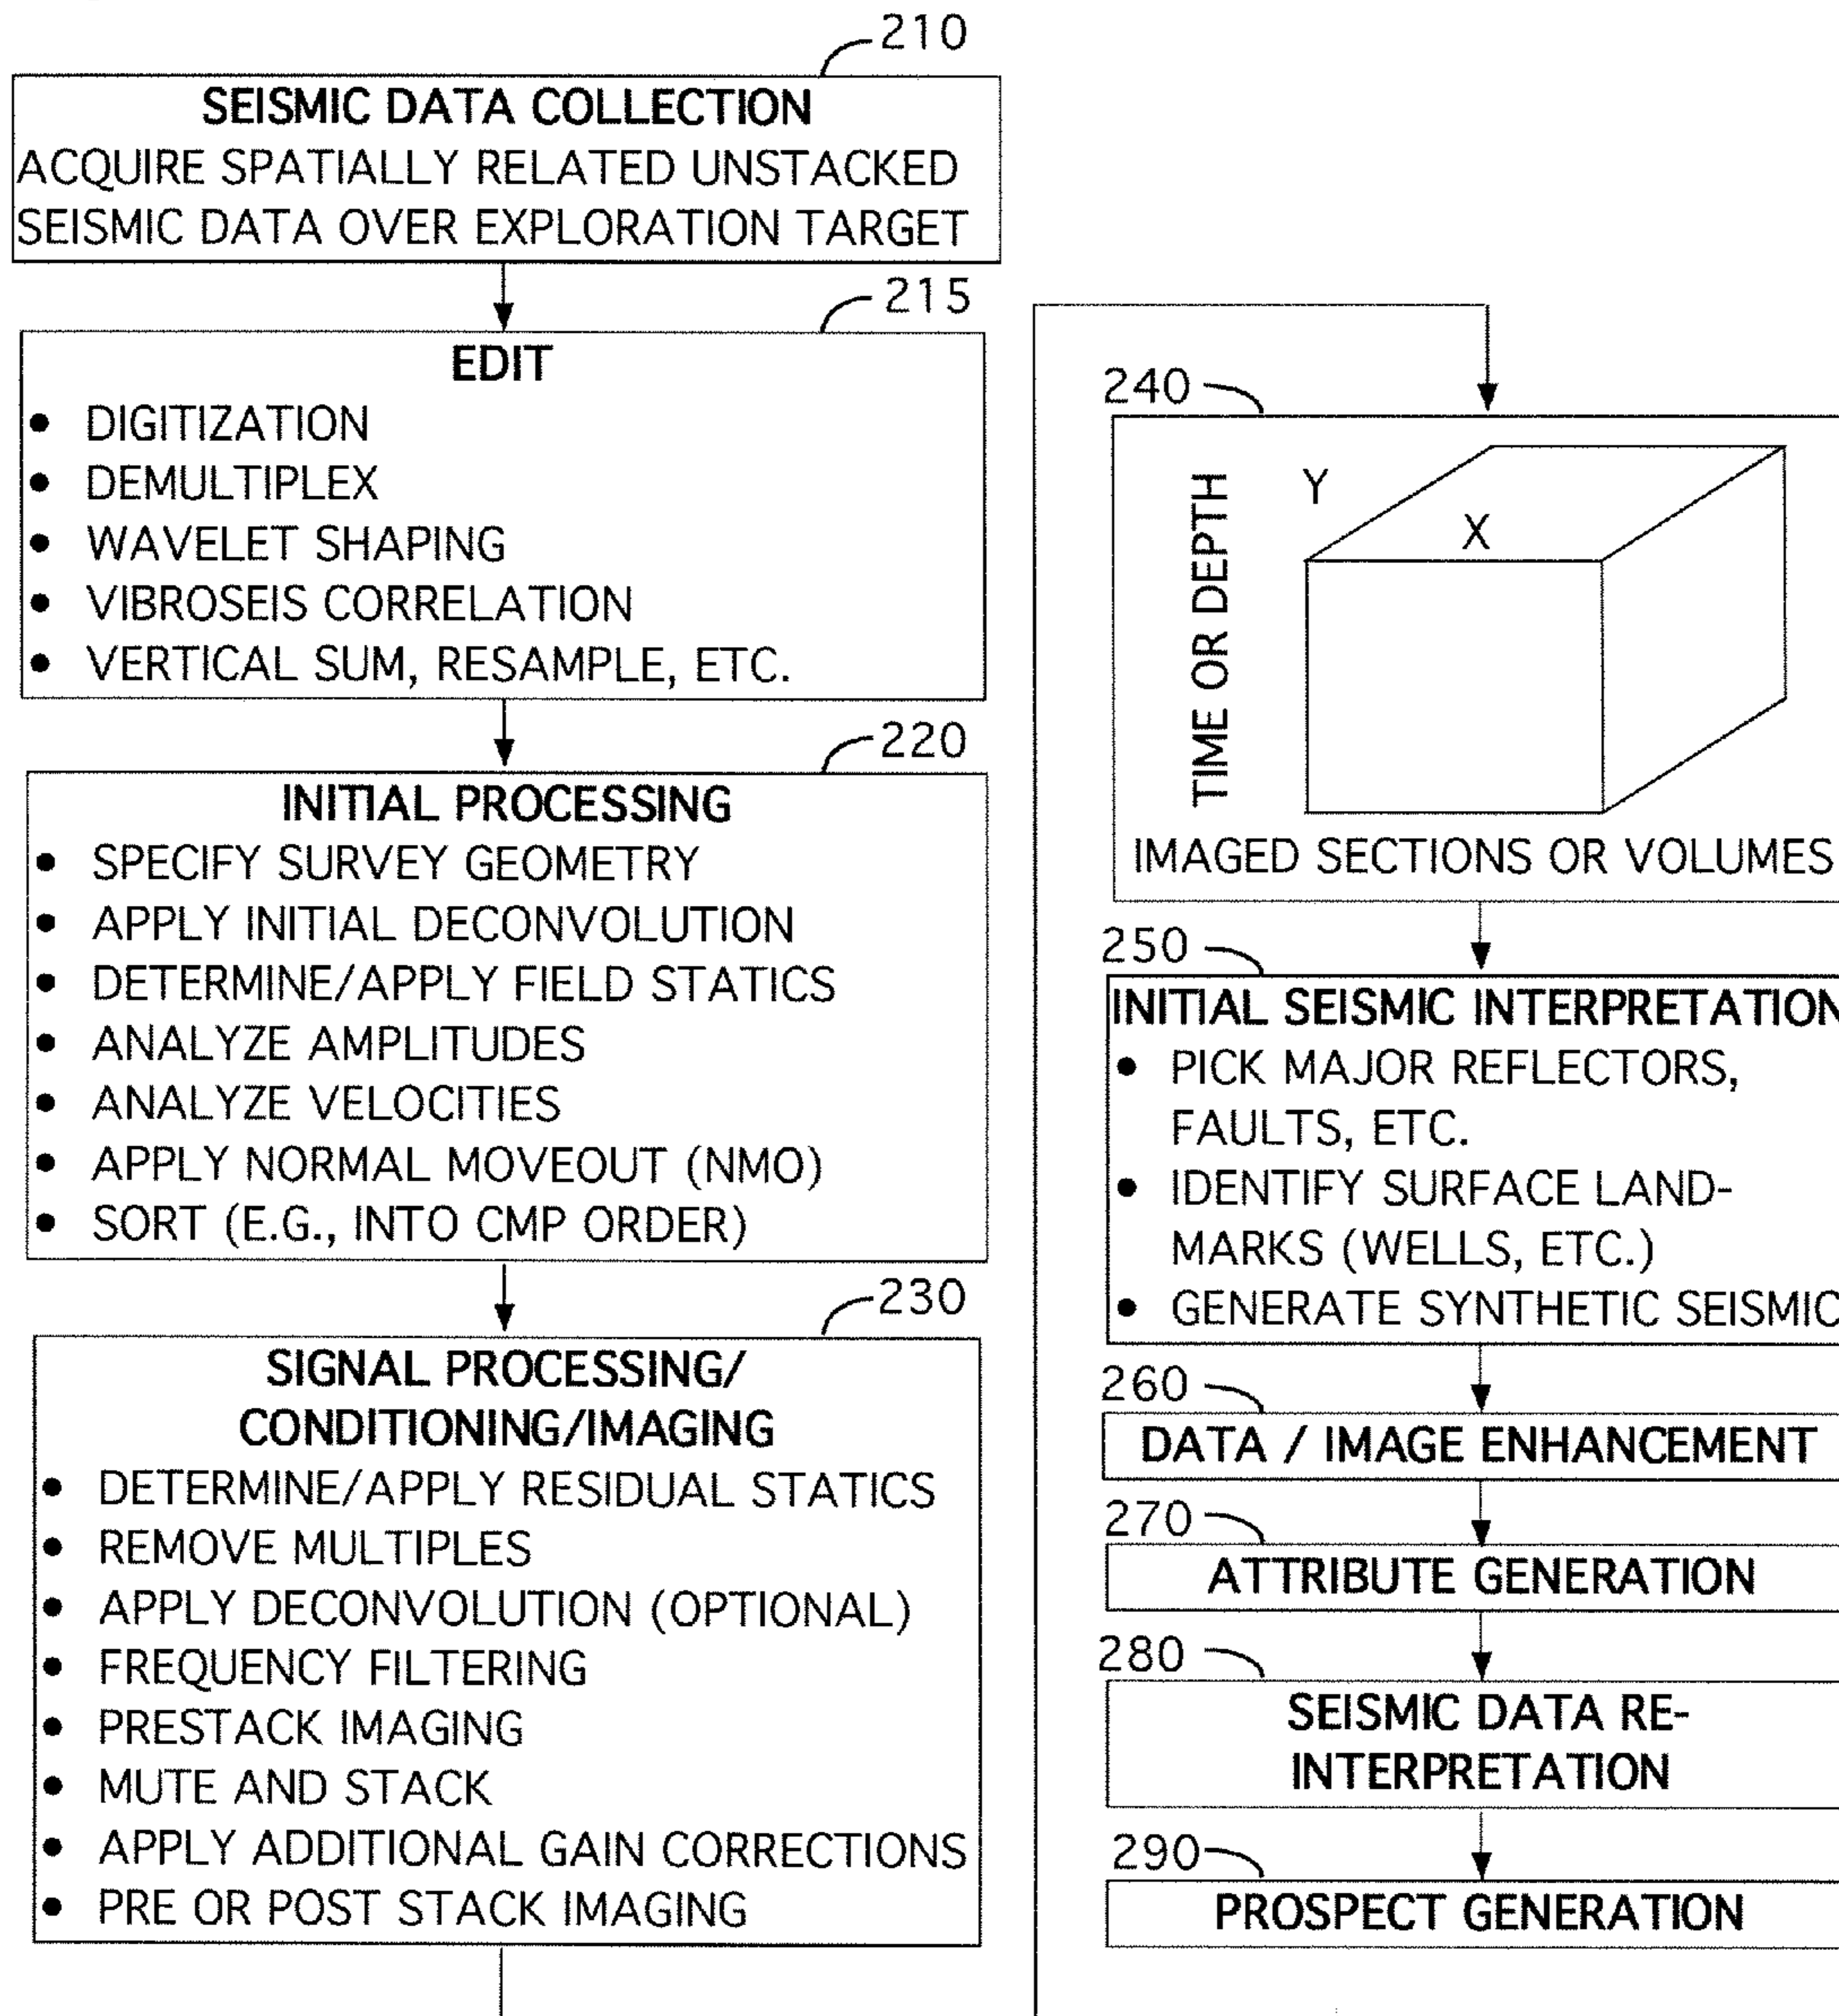 210
SEISMIC DATA COLLECTION
ACQUIRE SPATIALLY RELATED UNSTACKED
SEISMIC DATA OVER EXPLORATION TARGET
215
EDIT
• DIGITIZATION
• DEMULTIPLEX
• WAVELET SHAPING
• VIBROSEIS CORRELATION
• VERTICAL SUM, RESAMPLE, ETC.
220
INITIAL PROCESSING
• SPECIFY SURVEY GEOMETRY
• APPLY INITIAL DECONVOLUTION
• DETERMINE/APPLY FIELD STATICS
• ANALYZE AMPLITUDES
• ANALYZE VELOCITIES
• APPLY NORMAL MOVEOUT (NMO)
• SORT (E.G., INTO CMP ORDER)
230
SIGNAL PROCESSING/
CONDITIONING/IMAGING
• DETERMINE/APPLY RESIDUAL STATICS
• REMOVE MULTIPLES
• APPLY DECONVOLUTION (OPTIONAL)
• FREQUENCY FILTERING
• PRESTACK IMAGING
• MUTE AND STACK
• APPLY ADDITIONAL GAIN CORRECTIONS
• PRE OR POST STACK IMAGING
240
TIME OR DEPTH
Y
X
IMAGED SECTIONS OR VOLUMES
250
INITIAL SEISMIC INTERPRETATION
• PICK MAJOR REFLECTORS,
FAULTS, ETC.
• IDENTIFY SURFACE LAND-
MARKS (WELLS, ETC.)
• GENERATE SYNTHETIC SEISMIC
260
DATA / IMAGE ENHANCEMENT
270
ATTRIBUTE GENERATION
280
SEISMIC DATA RE-
INTERPRETATION
290
PROSPECT GENERATION